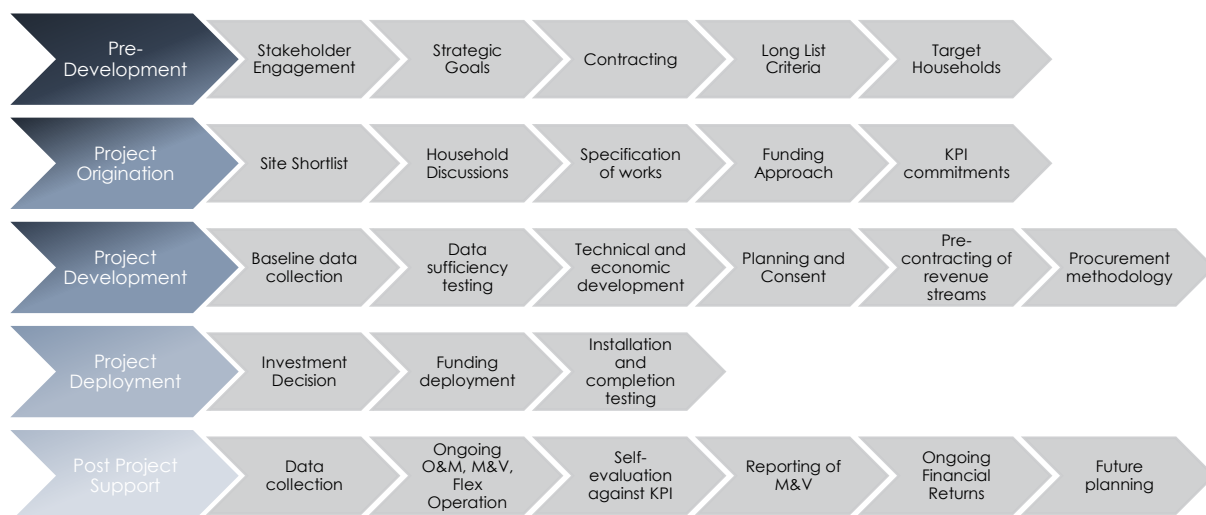 Pre-
Development
Stakeholder
Engagement
Strategic
Goals
Contracting
Long List
Criteria
Target
Households
Project
Origination
Site Shortlist
Household
Discussions
Specification
of works
Funding
Approach
KPI
commitments
Project
Development
Baseline data
collection
Data
sufficiency
testing
Technical and
economic
development
Planning and
Consent
Pre-
contracting of
revenue
streams
Procurement
methodology
Project
Deployment
Investment
Decision
Funding
deployment
Installation
and
completion
testing
Post Project
Support
Data
collection
Ongoing
O&M, M&V,
Flex
Operation
Self-
evaluation
against KPI
Reporting of
M&V
Ongoing
Financial
Returns
Future
planning